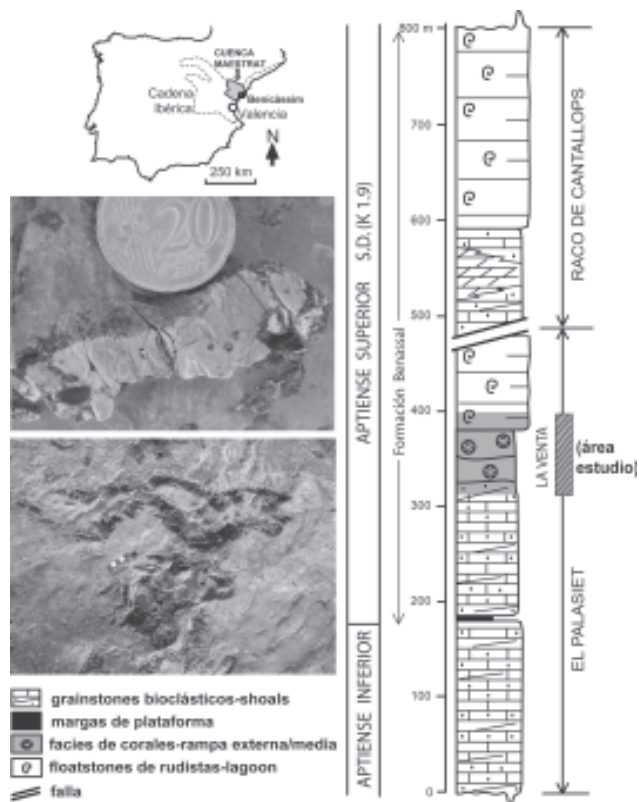 CUENCA
MAESTRAT
Cadena
Ibérica
Benicàssim
Valencia
N
250 km
20
grainstones bioclásticos-shoals
margas de plataforma
facies de corales-rampa externa/media
floatstones de rudistas-lagoon
falla
APTIENSE SUPERIOR S.D. (K 1.9)
APTIENSE INFERIOR
Formación Benassal
800 m
700
600
500
400
300
200
100
0
RACO DE CANTALLOPS
LA VENTA
(área
estudio)
EL PALASIET